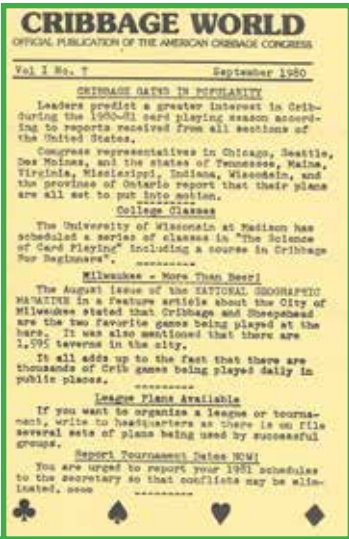 CRIBBAGE WORLD
OFFICIAL PUBLICATION OF THE AMERICAN CRIBBAGE CONGRESS
Vol I No. 7 September 1980
CRIBBAGE GAINS IN POPULARITY
Leaders predict a greater interest in Crib-
during the 1980-81 card playing season accord-
ing to reports received from all sections of
the United States.
Congress representatives in Chicago, Seattle,
Des Moines, and the states of Tennessee, Maine,
Virginia, Mississippi, Indiana, Wisconsin, and
the province of Ontario report that their plans
are all set to put into motion.
---------
College Classes
The University of Wisconsin at Madison has
scheduled a series of classes in "The Science
of Card Playing" including a course in Cribbage
For Beginners".
---------
Milwaukee - More Than Beer!
The August issue of the NATIONAL GEOGRAPHIC
MAGAZINE in a feature article about the City of
Milwaukee stated that Cribbage and Sheepshead
are the two favorite games being played at the
bars. It was also mentioned that there are
1,595 taverns in the city.
It all adds up to the fact that there are
thousands of Crib games being played daily in
public places.
---------
League Plans Available
If you want to organize a league or tourna-
ment, write to headquarters as there is on file
several sets of plans being used by successful
groups.
---------
Report Tournament Dates NOW!
You are urged to report your 1981 schedules
to the secretary so that conflicts may be elim-
inated, soon
---------